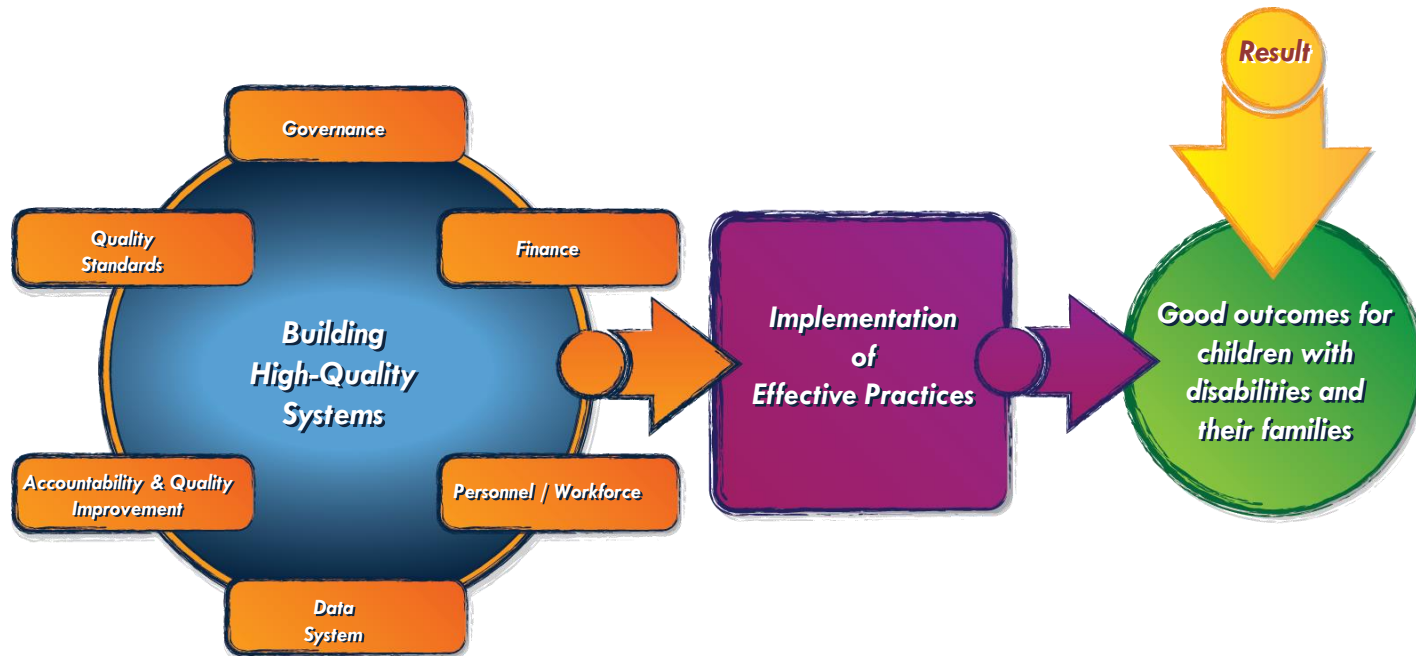 Result
Governance
Quality
Standards
Finance
Building
High-Quality
Systems
Implementation
of
Effective Practices
Good outcomes for
children with
disabilities and
their families
Accountability & Quality
Improvement
Personnel / Workforce
Data
System